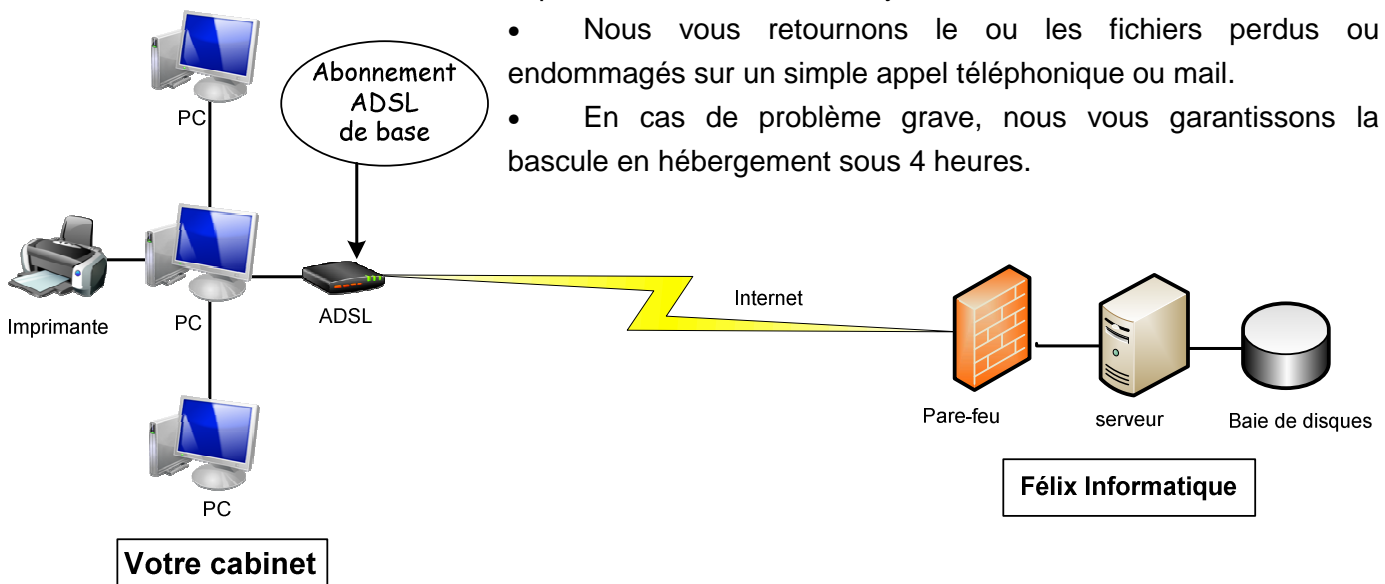 • Nous vous retournons le ou les fichiers perdus ou
endommagés sur un simple appel téléphonique ou mail.
• En cas de problème grave, nous vous garantissons la
bascule en hébergement sous 4 heures.
Abonnement
ADSL
de base
PC
Imprimante
PC
ADSL
Internet
PC
Votre cabinet
Pare-feu
serveur
Baie de disques
Félix Informatique